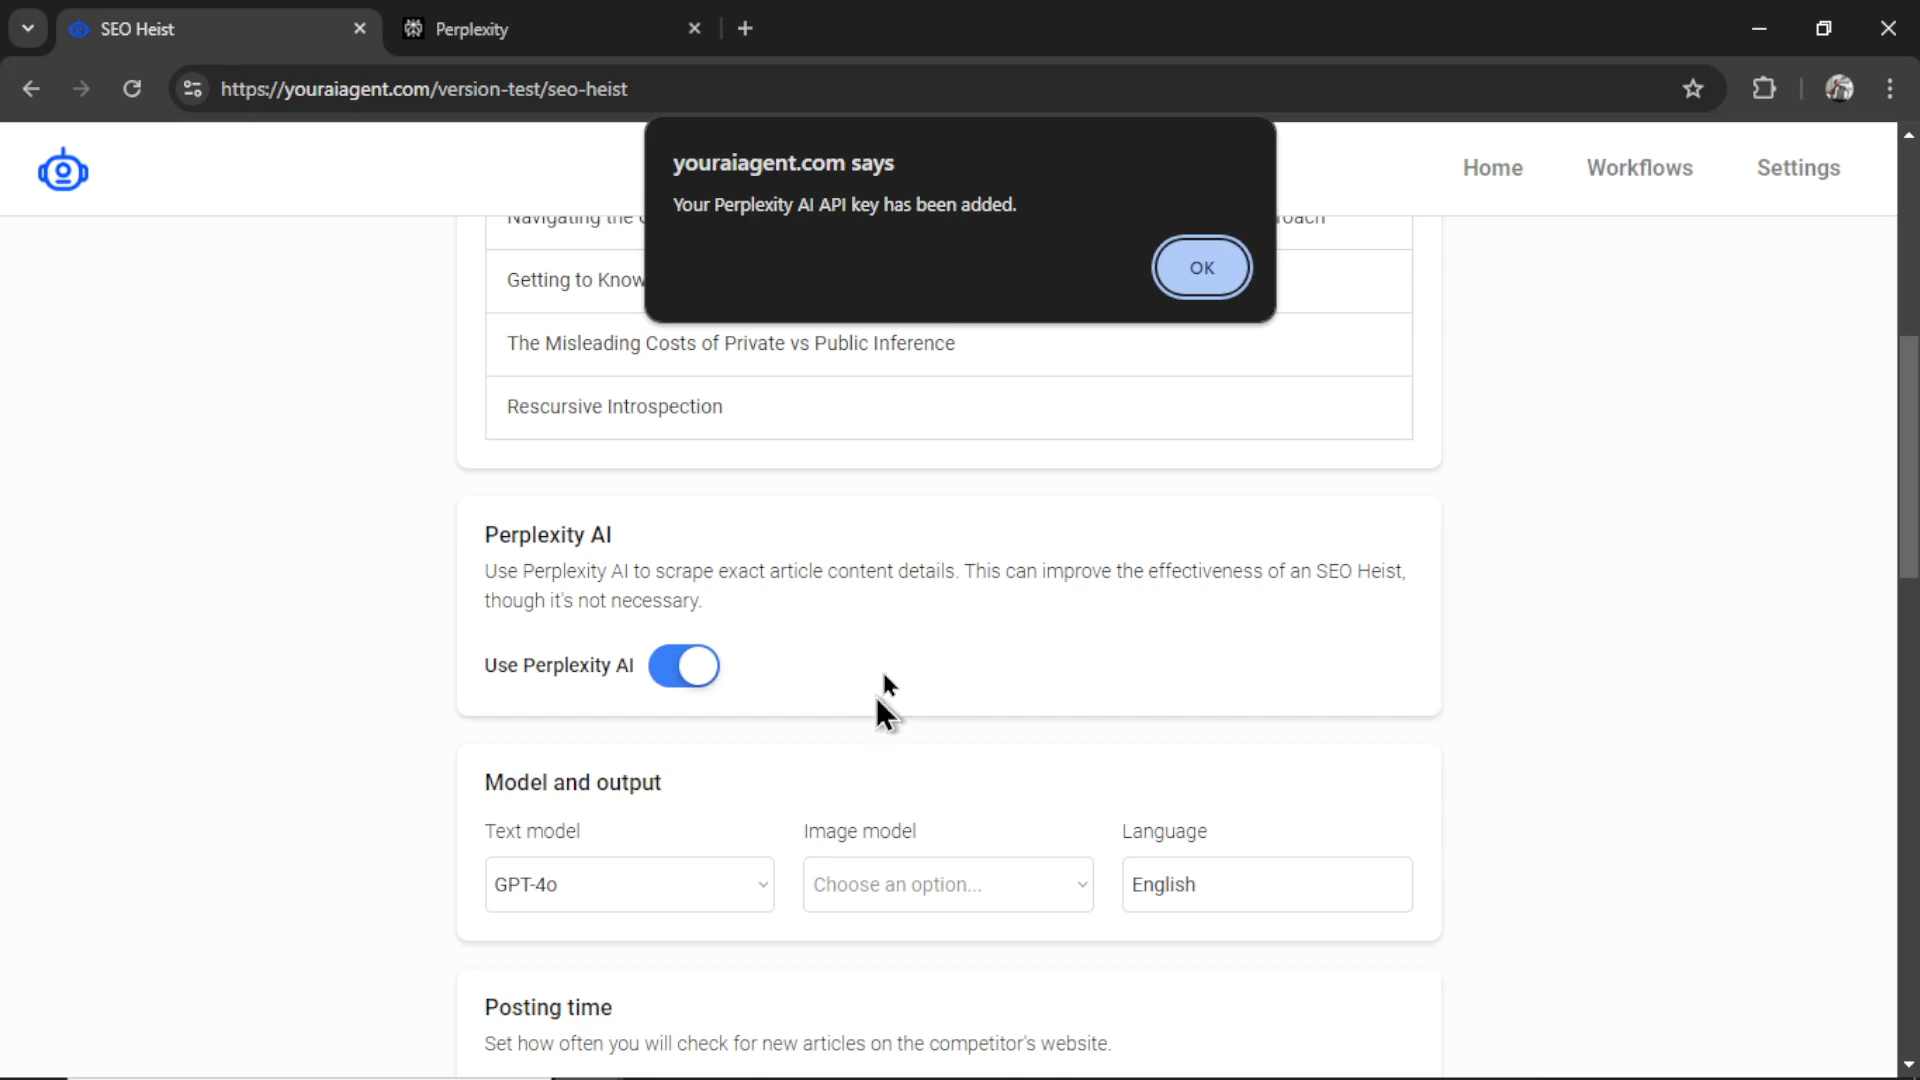 SEO Heist
Perplexity
https://youraiagent.com/version-test/seo-heist
youraiagent.com says
Your Perplexity AI API key has been added.
OK
Home
Workflows
Settings
Navigating the
Getting to Know
The Misleading Costs of Private vs Public Inference
Rescursive Introspection
Perplexity AI
Use Perplexity AI to scrape exact article content details. This can improve the effectiveness of an SEO Heist,
though it's not necessary.
Use Perplexity AI
Model and output
Text model
Image model
Language
GPT-4o
Choose an option...
English
Posting time
Set how often you will check for new articles on the competitor's website.